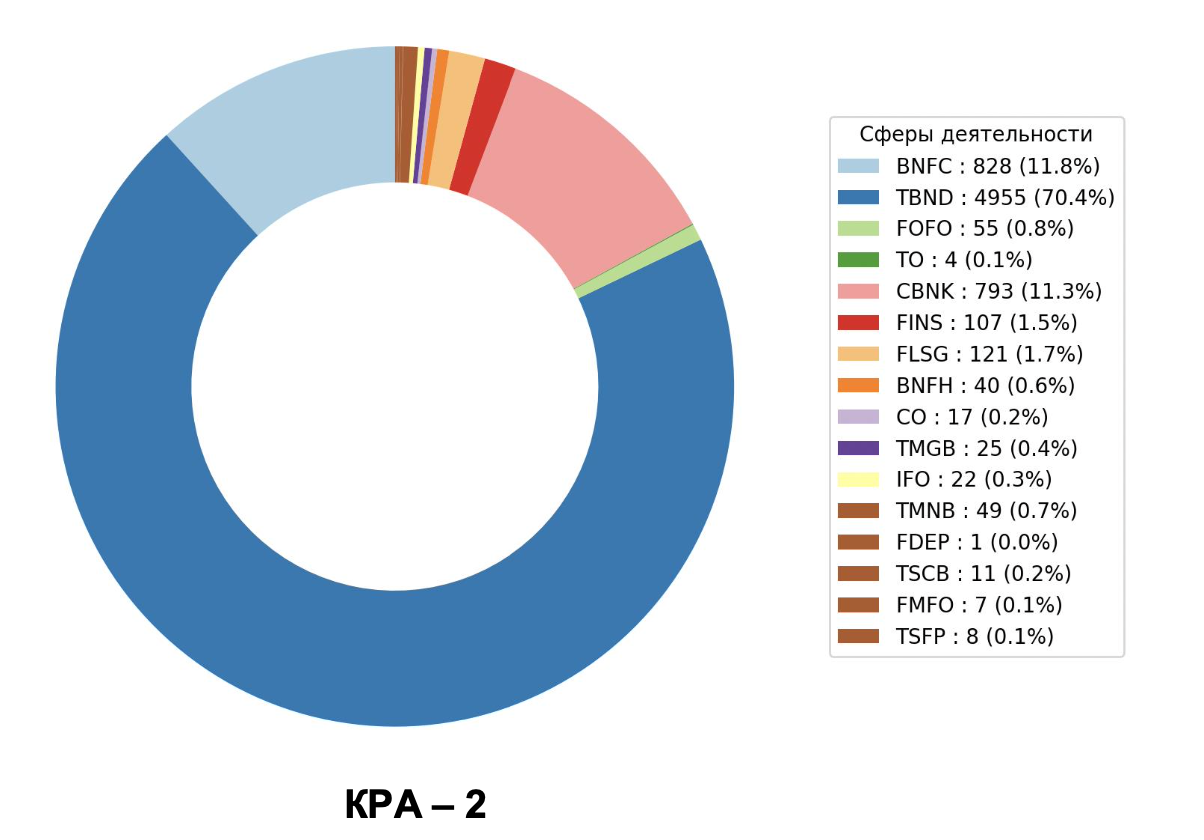 Сферы деятельности
BNFC : 828 (11.8%)
TBND : 4955 (70.4%)
FOFO : 55 (0.8%)
TO : 4 (0.1%)
CBNK : 793 (11.3%)
FINS : 107 (1.5%)
FLSG : 121 (1.7%)
BNFH : 40 (0.6%)
CO : 17 (0.2%)
TMGB : 25 (0.4%)
IFO : 22 (0.3%)
TMNB : 49 (0.7%)
FDEP : 1 (0.0%)
TSCB : 11 (0.2%)
FMFO : 7 (0.1%)
TSFP : 8 (0.1%)
КРА – 2